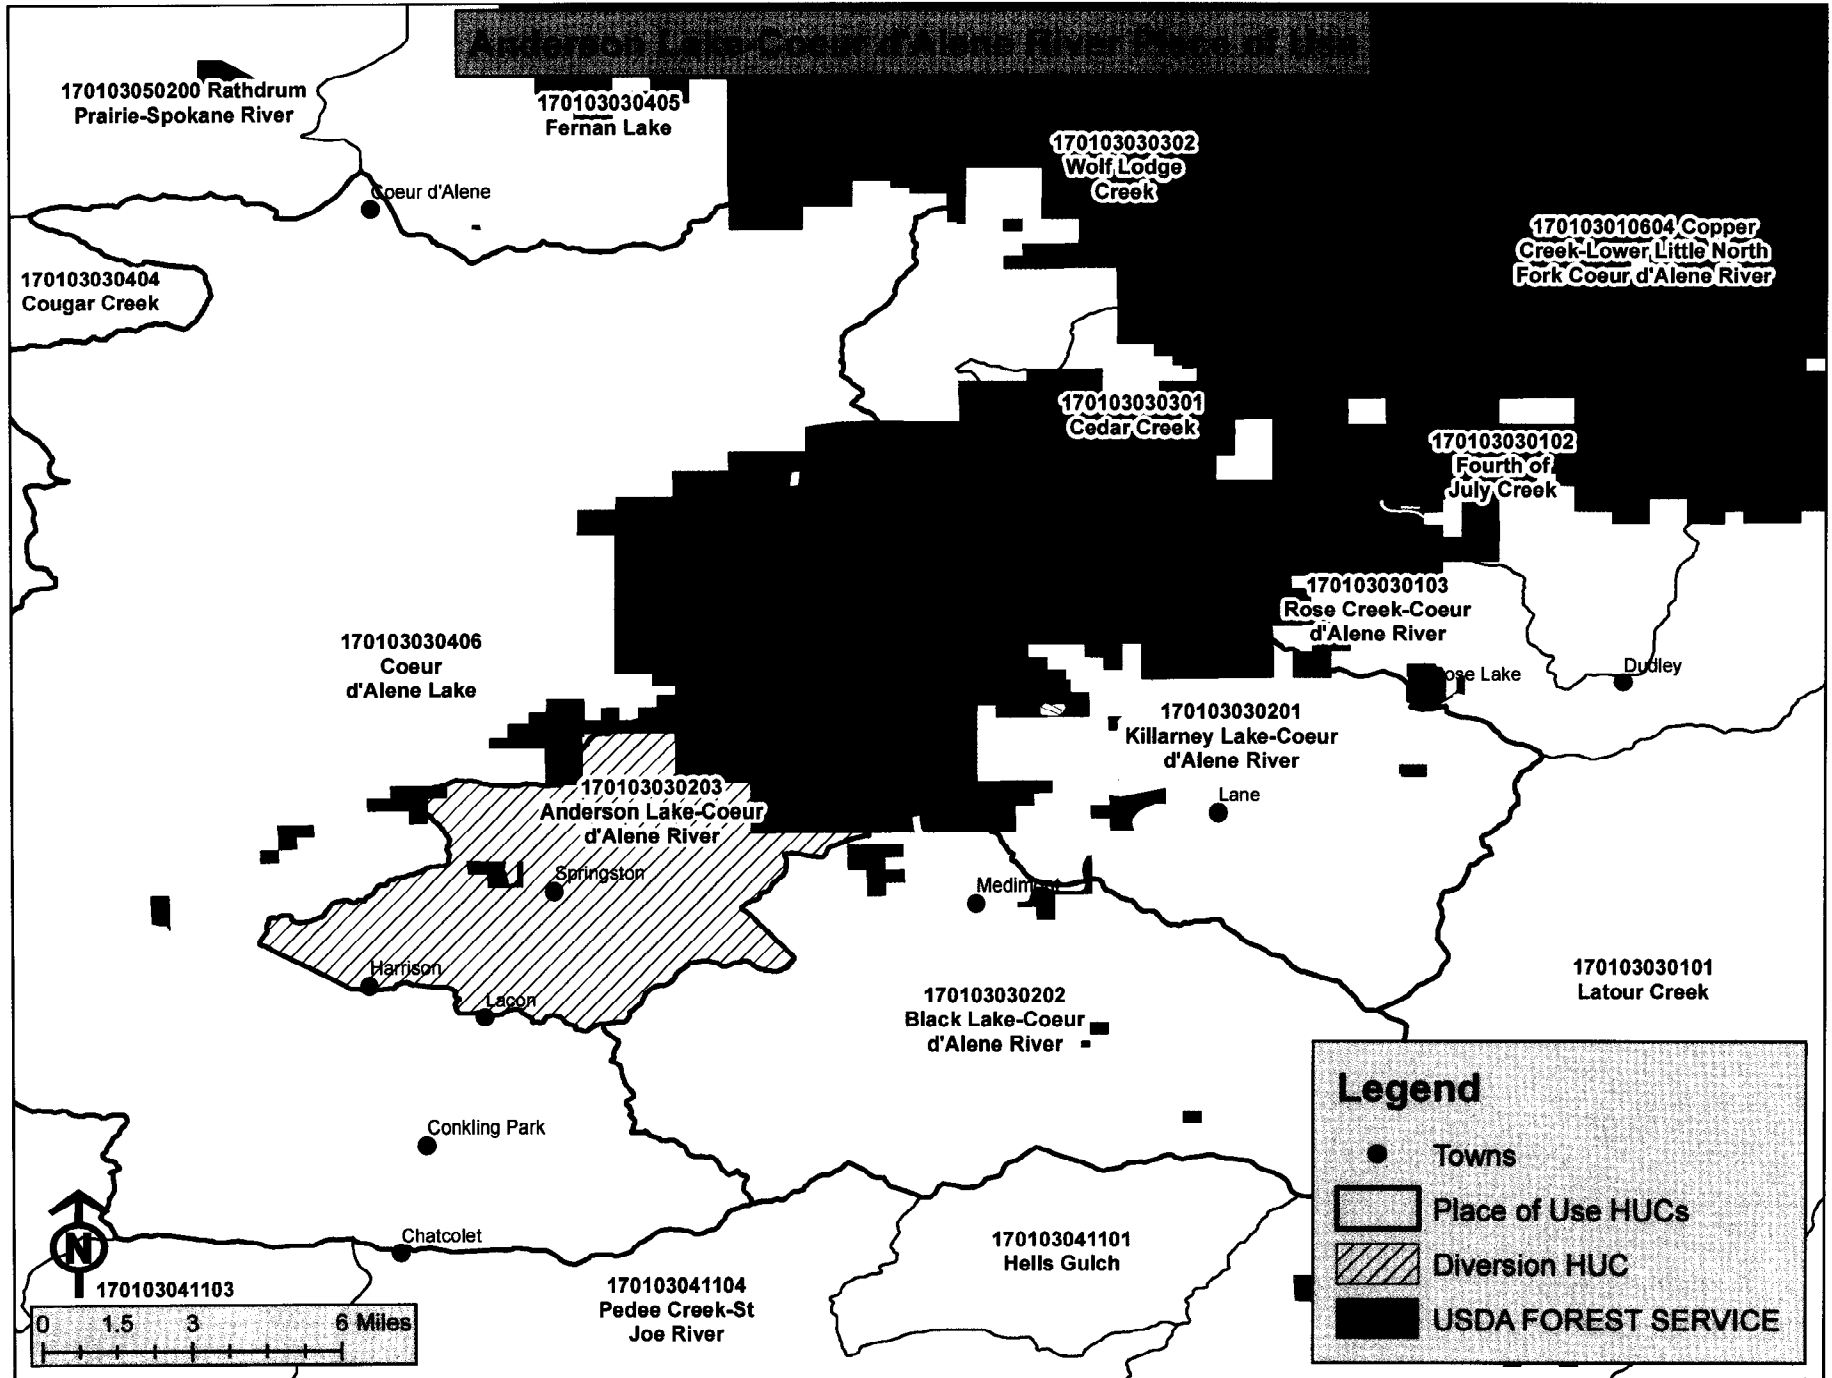 Anderson Lake-Coeur d'Alene River Place of Use
170103050200 Rathdrum
Prairie-Spokane River
170103030405
Fernan Lake
170103030302
Wolf Lodge
Creek
Coeur d'Alene
170103010604 Copper
Creek-Lower Little North
Fork Coeur d'Alene River
170103030404
Cougar Creek
170103030301
Cedar Creek
170103030102
Fourth of
July Creek
170103030103
Rose Creek-Coeur
d'Alene River
170103030406
Coeur
d'Alene Lake
Dudley
ose Lake
170103030201
Killarney Lake-Coeur
d'Alene River
170103030203
Anderson Lake-Coeur
d'Alene River
Lane
Springston
Medimont
Harrison
Lacon
170103030202
Black Lake-Coeur
d'Alene River
170103030101
Latour Creek
Conkling Park
Chatcolet
N
170103041103
170103041104
Pedee Creek-St
Joe River
170103041101
Hells Gulch
0 1.5 3 6 Miles
Legend
Towns
Place of Use HUCs
Diversion HUC
USDA FOREST SERVICE